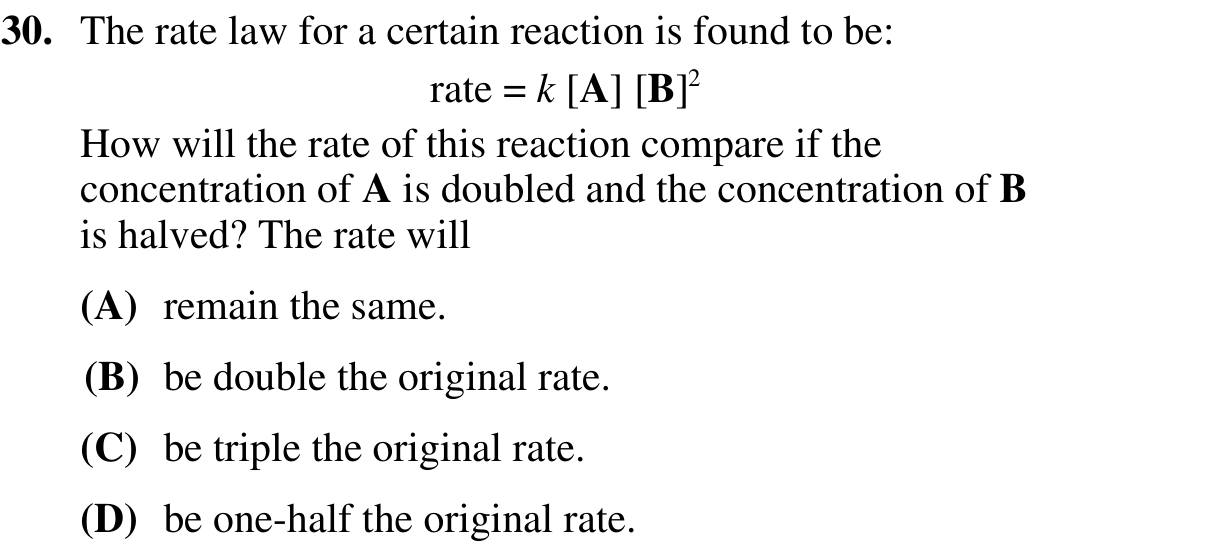 30. The rate law for a certain reaction is found to be:
rate = k [A] [B]²
How will the rate of this reaction compare if the
concentration of A is doubled and the concentration of B
is halved? The rate will
(A) remain the same.
(B) be double the original rate.
(C) be triple the original rate.
(D) be one-half the original rate.